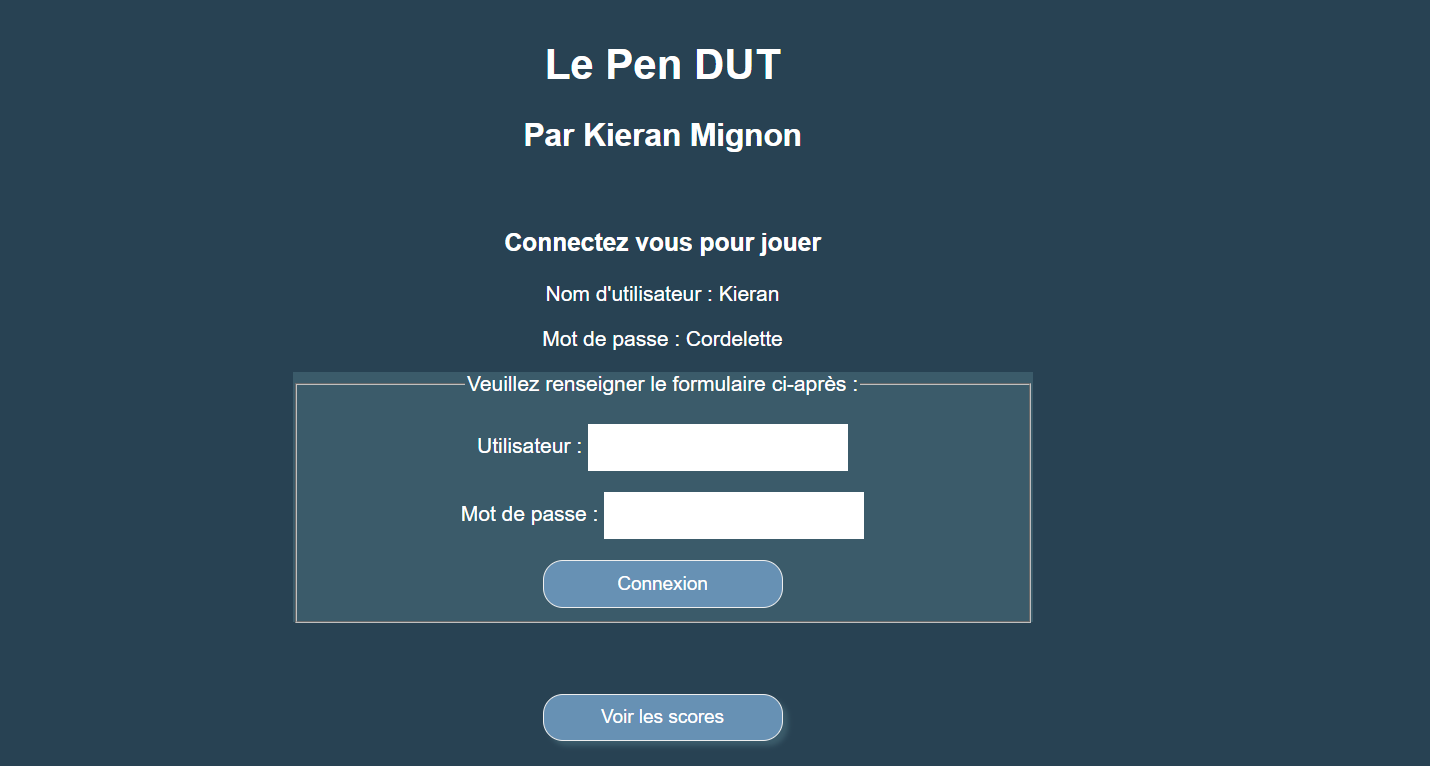 Le Pen DUT
Par Kieran Mignon
Connectez vous pour jouer
Nom d'utilisateur : Kieran
Mot de passe : Cordelette
Veuillez renseigner le formulaire ci-après :
Utilisateur :
Mot de passe :
Connexion
Voir les scores